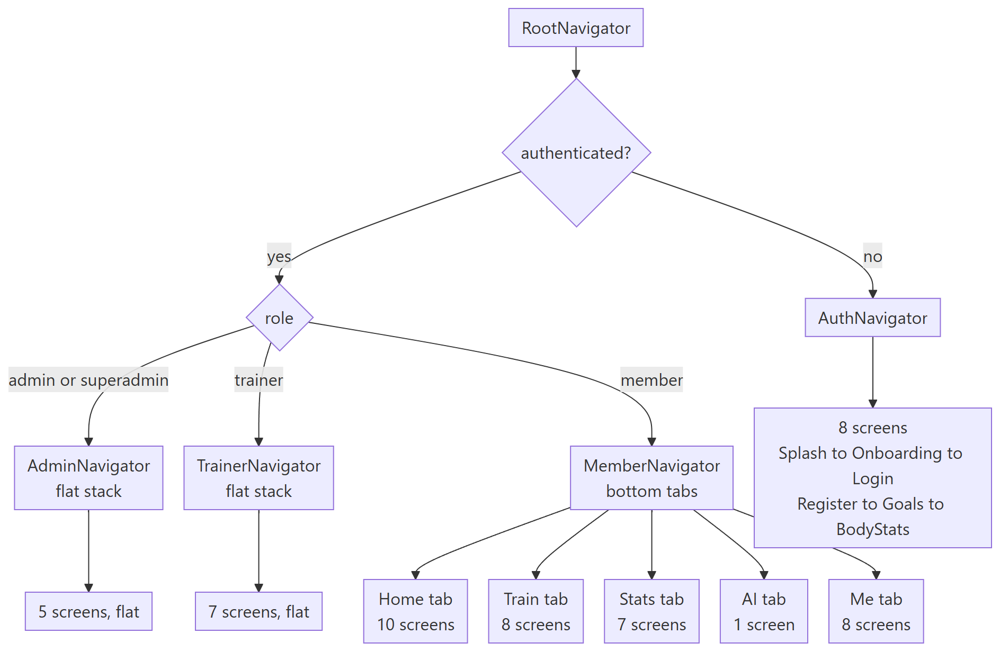 RootNavigator
authenticated?
yes
no
role
AuthNavigator
admin or superadmin
trainer
member
AdminNavigator
flat stack
TrainerNavigator
flat stack
MemberNavigator
bottom tabs
8 screens
Splash to Onboarding to
Login
Register to Goals to
BodyStats
5 screens, flat
7 screens, flat
Home tab
10 screens
Train tab
8 screens
Stats tab
7 screens
AI tab
1 screen
Me tab
8 screens